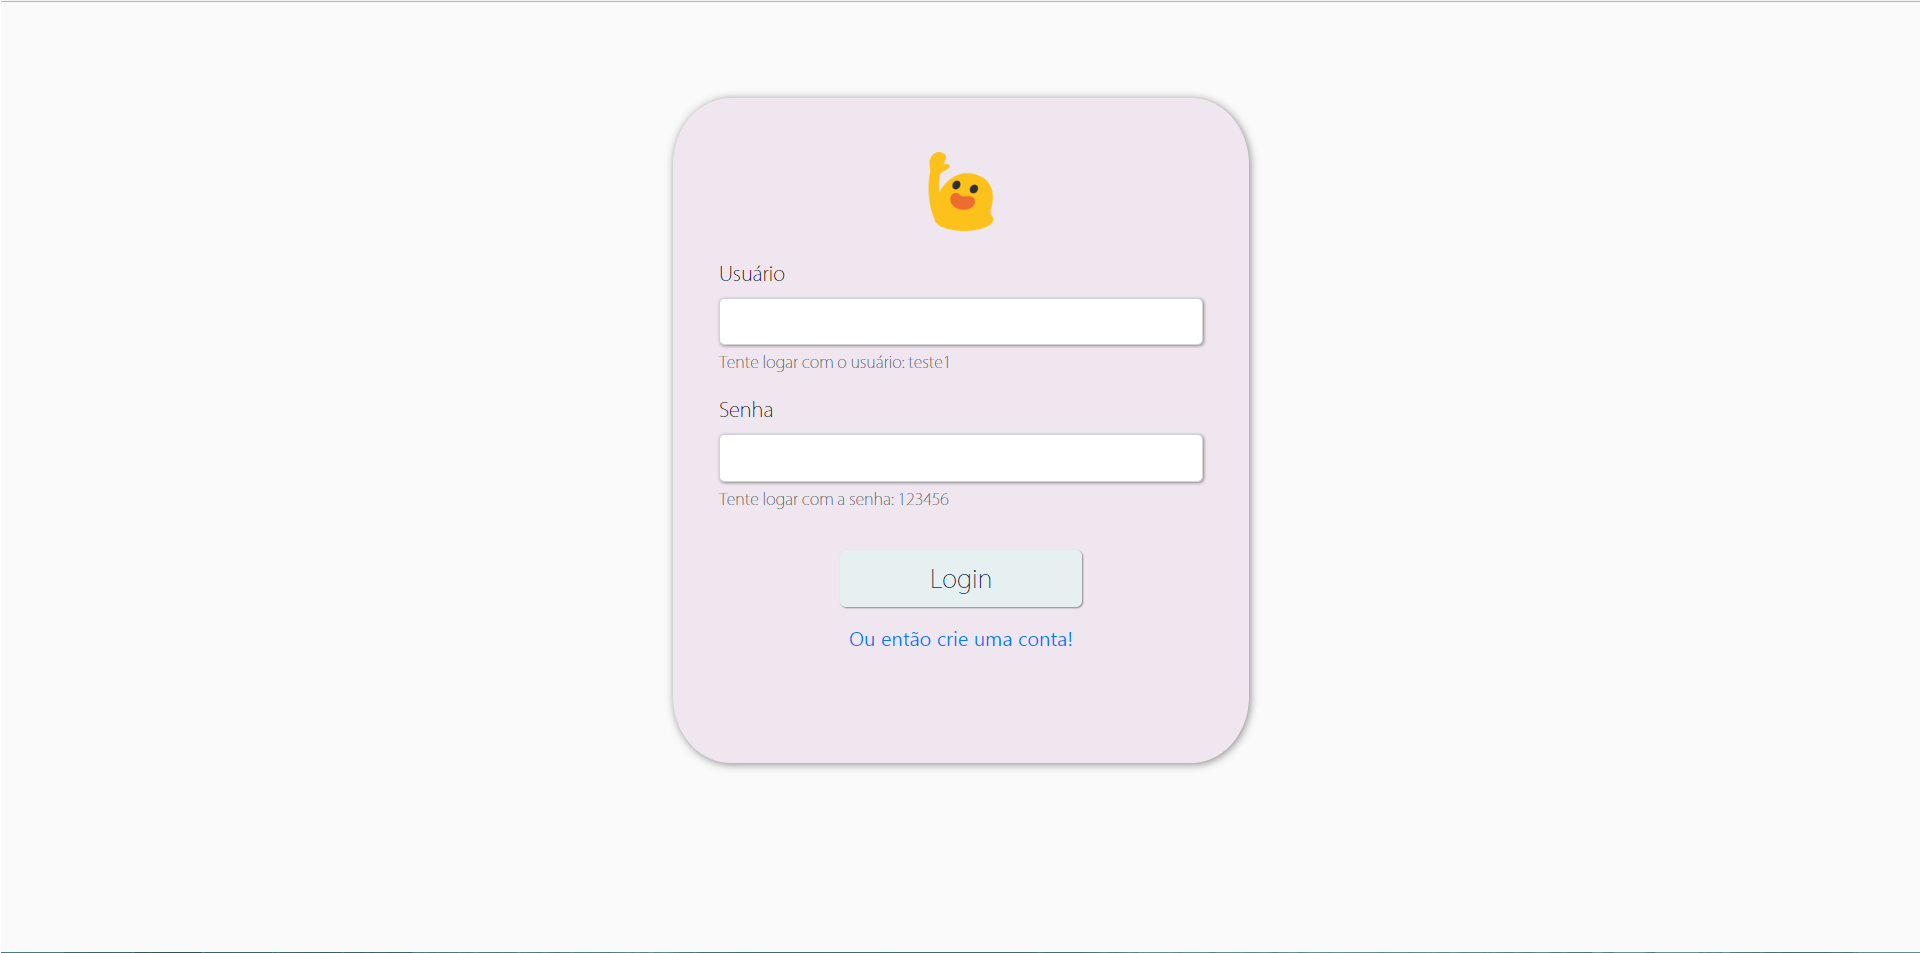 Usuário
Tente logar com o usuário: teste1
Senha
Tente logar com a senha: 123456
Login
Ou então crie uma conta!